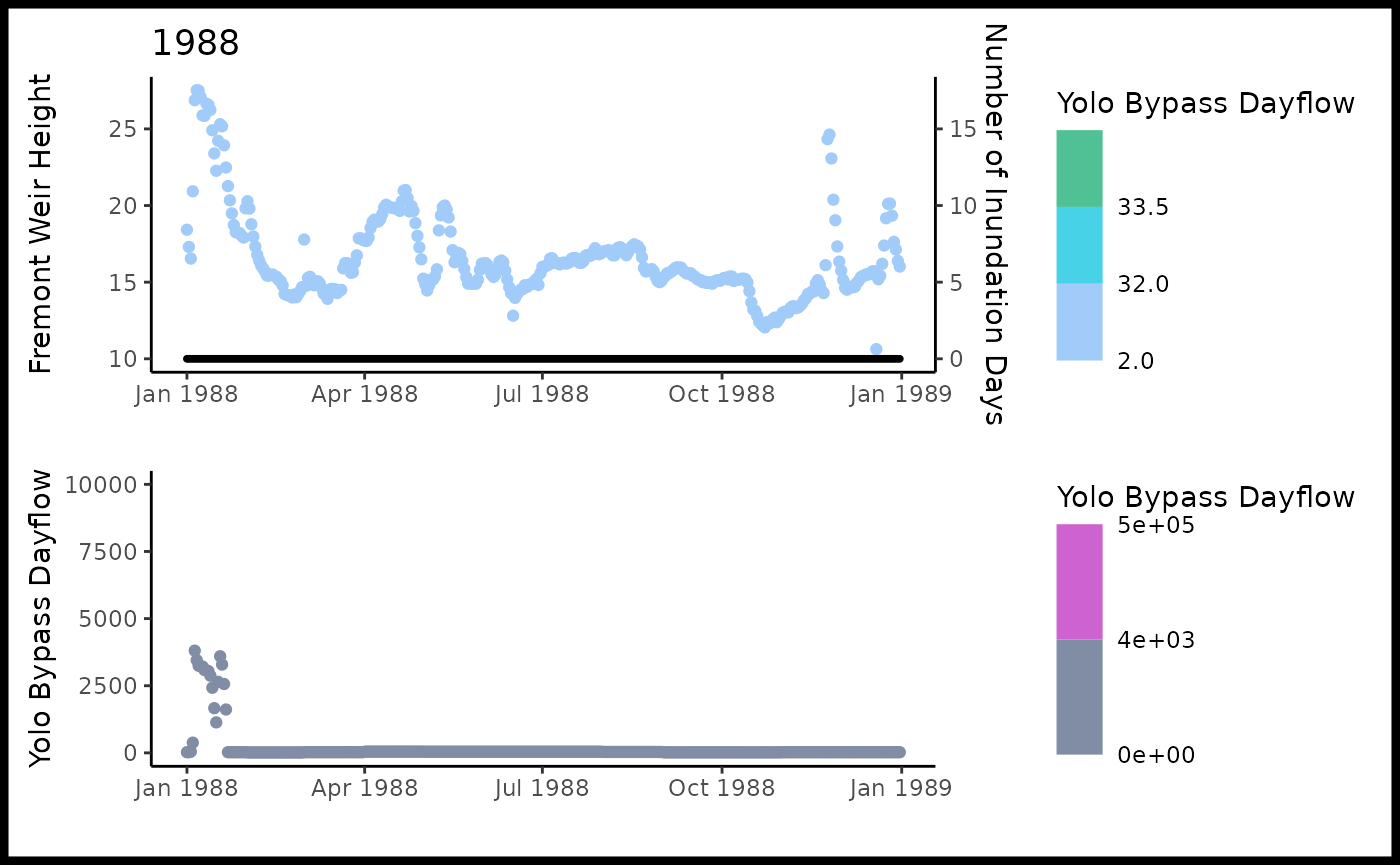 1988
Fremont Weir Height
25
20
15
10
15
10
5
0
Number of Inundation Days
Jan 1988
Apr 1988
Jul 1988
Oct 1988
Jan 1989
Yolo Bypass Dayflow
33.5
32.0
2.0
Yolo Bypass Dayflow
10000
7500
5000
2500
0
Jan 1988
Apr 1988
Jul 1988
Oct 1988
Jan 1989
Yolo Bypass Dayflow
5e+05
4e+03
0e+00